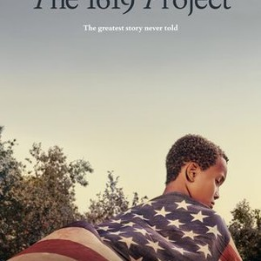 The 1619 Project
The greatest story never told